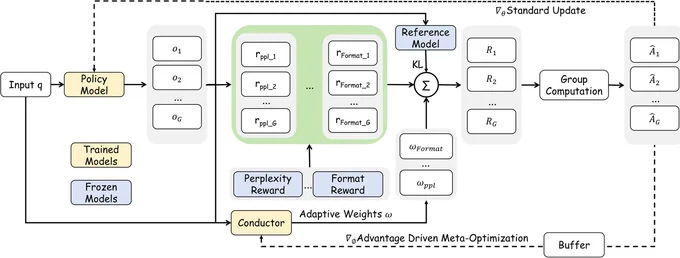 ∇θStandard Update
Input q
Policy
Model
o1
o2
...
oG
rppl_1
rppl_2
...
rppl_G
...
rFormat_1
rFormat_2
...
rFormat_G
Reference
Model
KL
Σ
R1
R2
...
RG
Group
Computation
Â1
Â2
...
ÂG
Trained
Models
Frozen
Models
Perplexity
Reward
...
Format
Reward
ωFormat
...
ωppl
Conductor
Adaptive Weights ω
∇θAdvantage Driven Meta-Optimization
Buffer